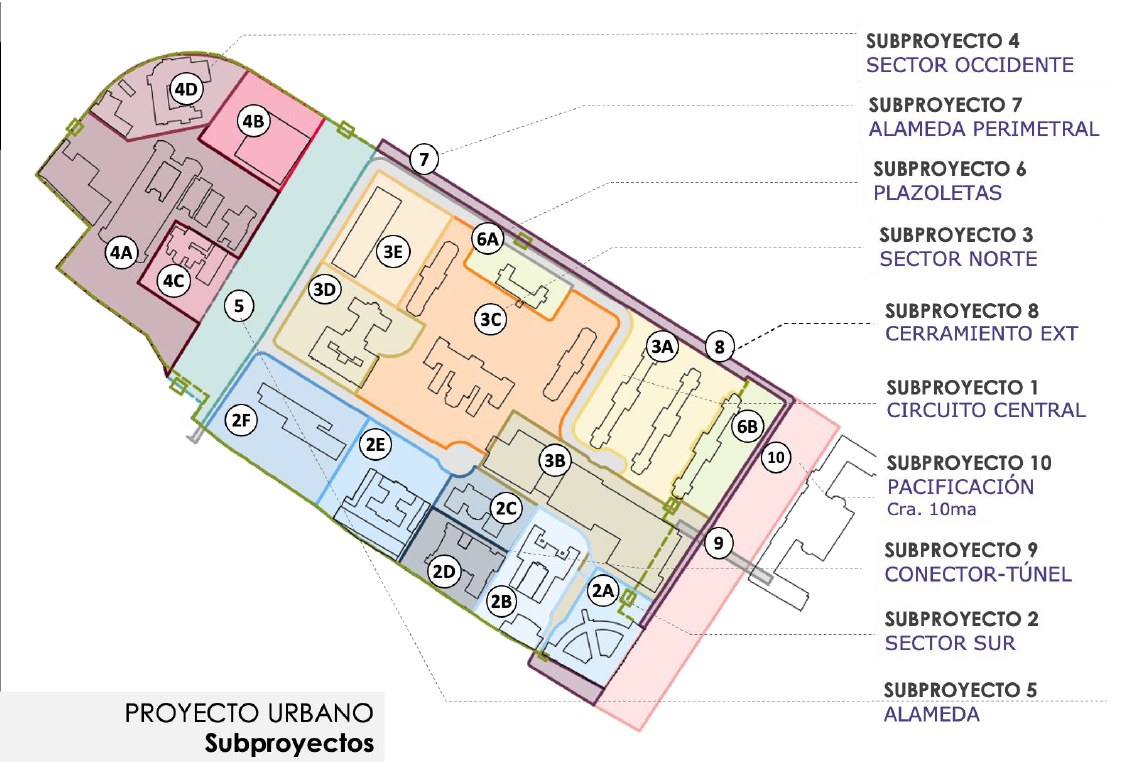 SUBPROYECTO 4
SECTOR OCCIDENTE
SUBPROYECTO 7
ALAMEDA PERIMETRAL
SUBPROYECTO 6
PLAZOLETAS
SUBPROYECTO 3
SECTOR NORTE
SUBPROYECTO 8
CERRAMIENTO EXT
SUBPROYECTO 1
CIRCUITO CENTRAL
SUBPROYECTO 10
PACIFICACIÓN
Cra. 10ma
SUBPROYECTO 9
CONECTOR-TÚNEL
SUBPROYECTO 2
SECTOR SUR
SUBPROYECTO 5
ALAMEDA
4D
4B
7
6A
3E
4A
4C
3D
5
3C
3A
8
2F
2E
6B
3B
10
2C
9
2D
2B
2A
PROYECTO URBANO
Subproyectos